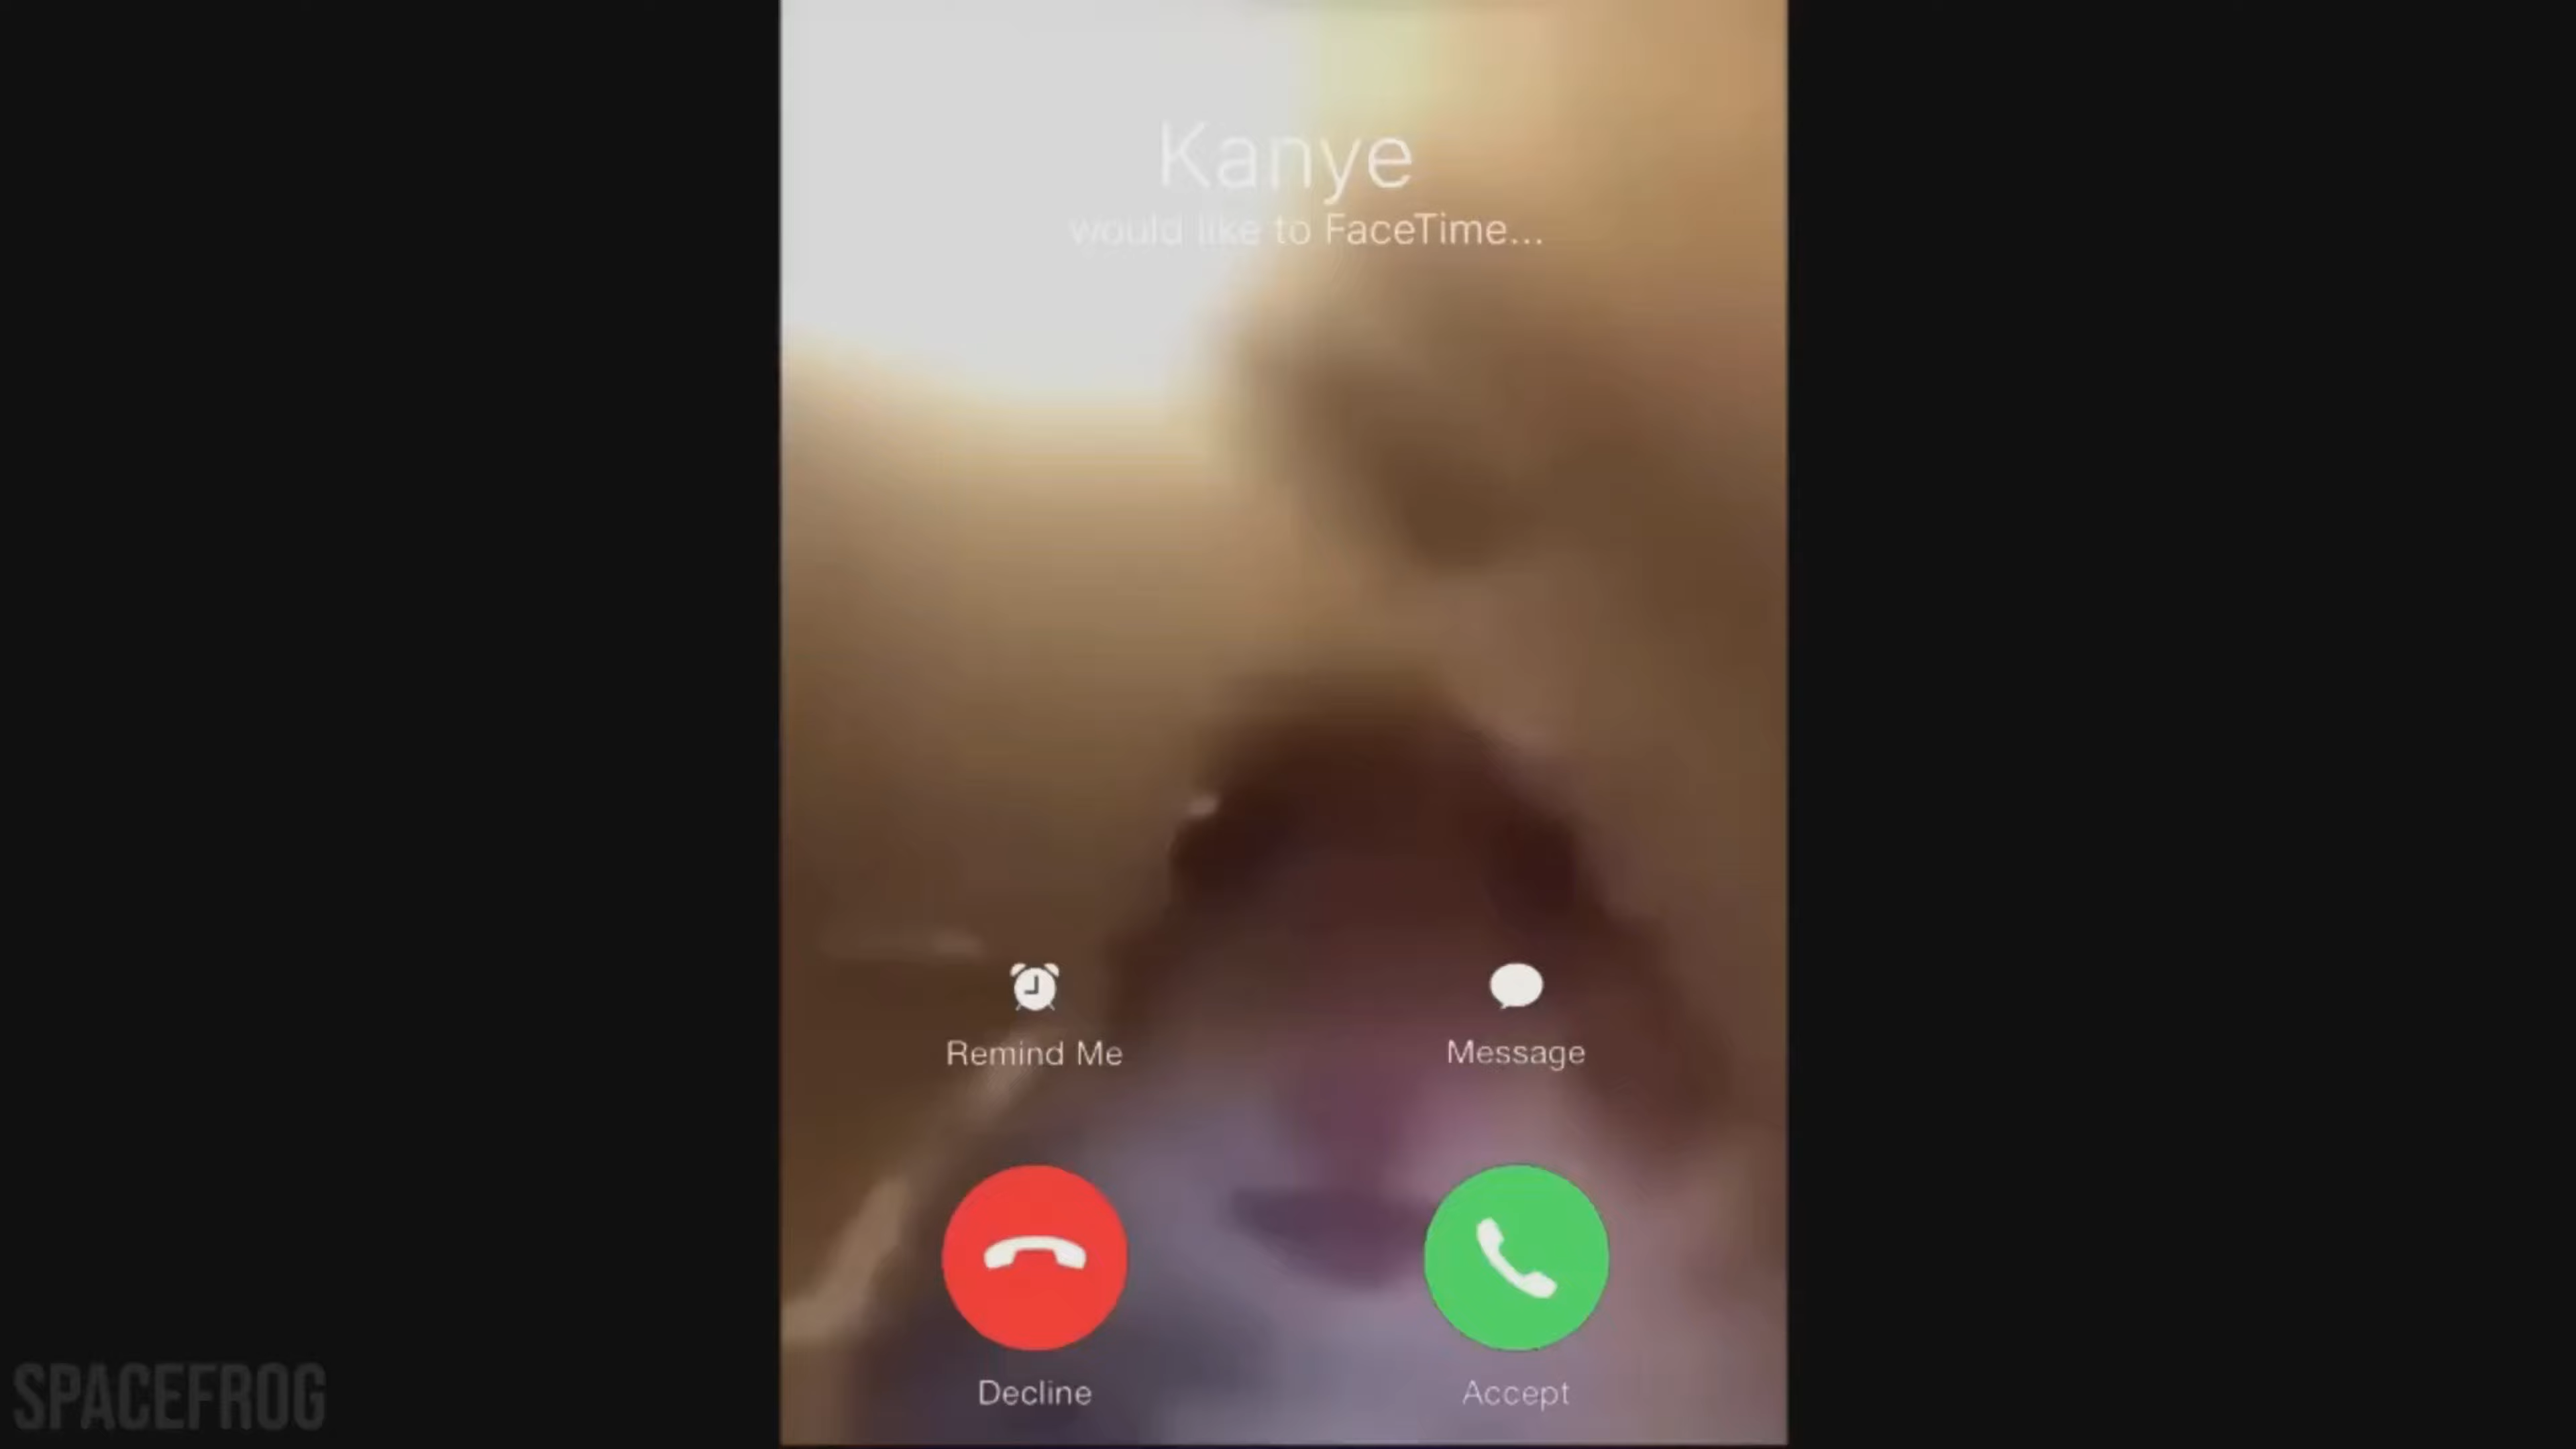 Kanye
would like to FaceTime...
Remind Me
Message
Decline
Accept
SPACEFROG